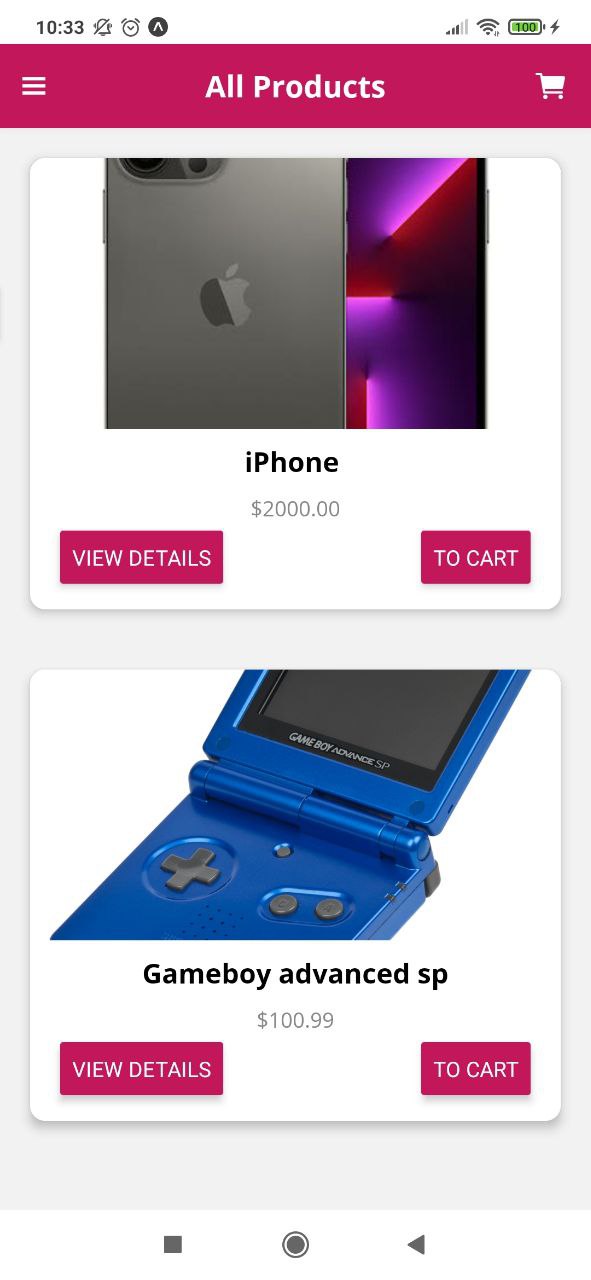 10:33
100
All Products
iPhone
$2000.00
VIEW DETAILS
TO CART
GAME BOY ADVANCE SP
Gameboy advanced sp
$100.99
VIEW DETAILS
TO CART